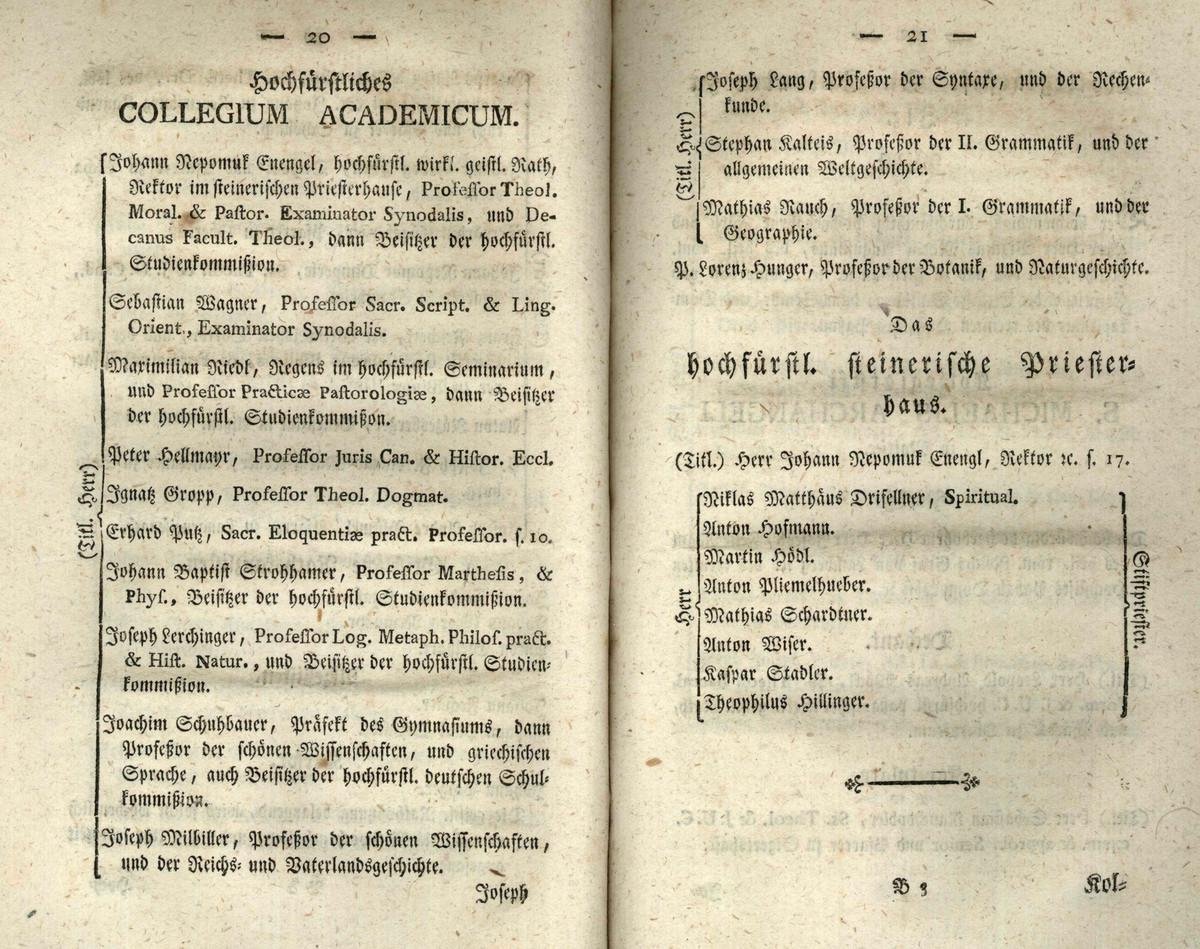 — 20 —
Hochfürstliches
COLLEGIUM ACADEMICUM.
(Titl. Herr)
Johann Nepomuk Enengel, hochfürstl. wirkl. geistl. Rath,
Rektor im steinerischen Priesterhause, Professor Theol.
Moral. & Pastor. Examinator Synodalis, und De-
canus Facult. Theol., dann Beisitzer der hochfürstl.
Studienkommißion.
Sebastian Wagner, Professor Sacr. Script. & Ling.
Orient., Examinator Synodalis.
Maximilian Riedl, Regens im hochfürstl. Seminarium,
und Professor Practicæ Pastorologiæ, dann Beisitzer
der hochfürstl. Studienkommißon.
Peter Hellmayr, Professor Juris Can. & Histor. Eccl.
Ignatz Gropp, Professor Theol. Dogmat.
Erhard Putz, Sacr. Eloquentiæ pract. Professor. s. 10.
Johann Baptist Strohhamer, Professor Marthesis, &
Phys., Beisitzer der hochfürstl. Studienkommißion.
Joseph Lerchinger, Professor Log. Metaph. Philos. pract.
& Hist. Natur., und Beisitzer der hochfürstl. Studien-
kommißion.
Joachim Schuhbauer, Präfekt des Gymnasiums, dann
Profeßor der schönen Wissenschaften, und griechischen
Sprache, auch Beisitzer der hochfürstl. deutschen Schul-
kommißion.
Joseph Milbiller, Profeßor der schönen Wissenschaften,
und der Reichs- und Vaterlandsgeschichte.
Joseph
— 21 —
(Titl. Herr)
Joseph Lang, Profeßor der Syntaxe, und der Rechen-
kunde.
Stephan Kalteis, Profeßor der II. Grammatik, und der
allgemeinen Weltgeschichte.
Mathias Rauch, Profeßor der I. Grammatik, und der
Geographie.
P. Lorenz Hunger, Profeßor der Botanik, und Naturgeschichte.
Das
hochfürstl. steinerische Priester-
haus.
(Titl.) Herr Johann Nepomuk Enengl, Rektor ꝛc. s. 17.
Herr
Niklas Matthäus Drisellner, Spiritual.
Anton Hofmann.
Martin Hödl.
Anton Pliemelhueber.
Mathias Schardtner.
Anton Wiser.
Kaspar Stadler.
Theophilus Hillinger.
Stiftpriester.
B 3
Kol-